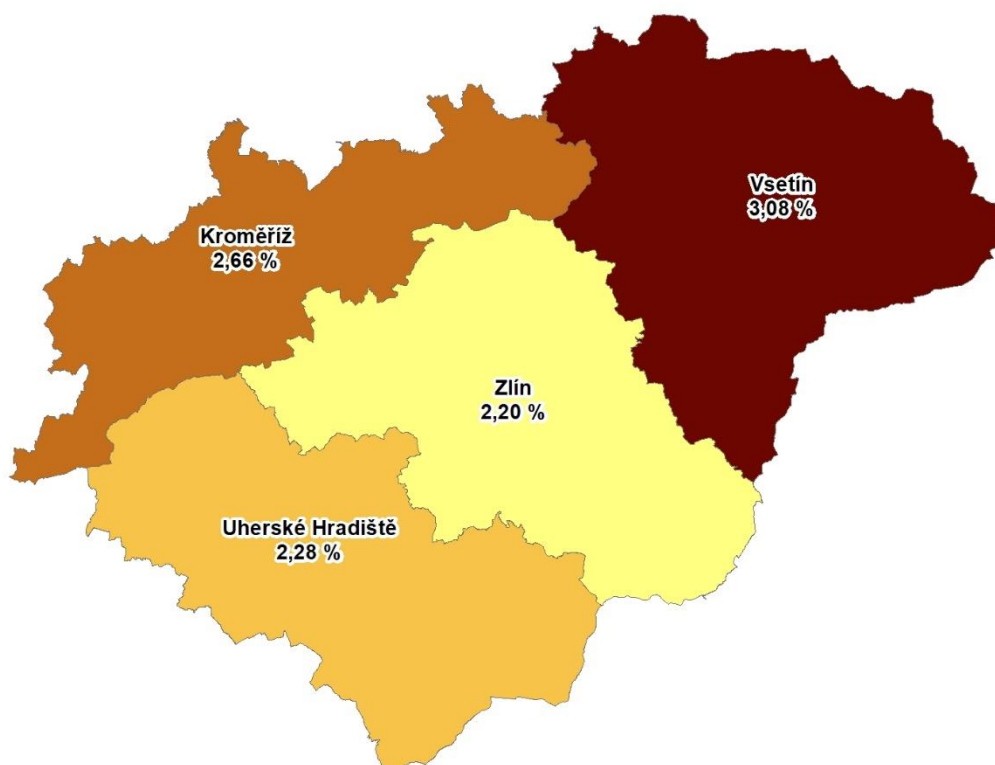 Vsetín
3,08 %
Kroměříž
2,66 %
Zlín
2,20 %
Uherské Hradiště
2,28 %